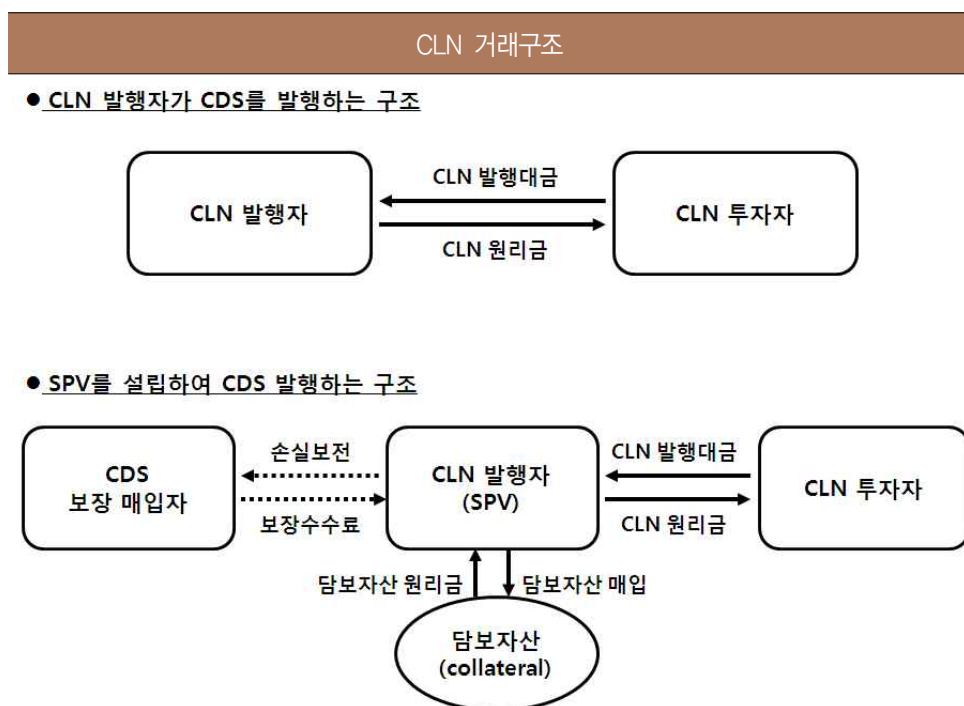 CLN 거래구조
● CLN 발행자가 CDS를 발행하는 구조
CLN 발행자
CLN 발행대금
CLN 원리금
CLN 투자자
● SPV를 설립하여 CDS 발행하는 구조
CDS
보장 매입자
손실보전
보장수수료
CLN 발행자
(SPV)
CLN 발행대금
CLN 원리금
CLN 투자자
담보자산 원리금
담보자산 매입
담보자산
(collateral)